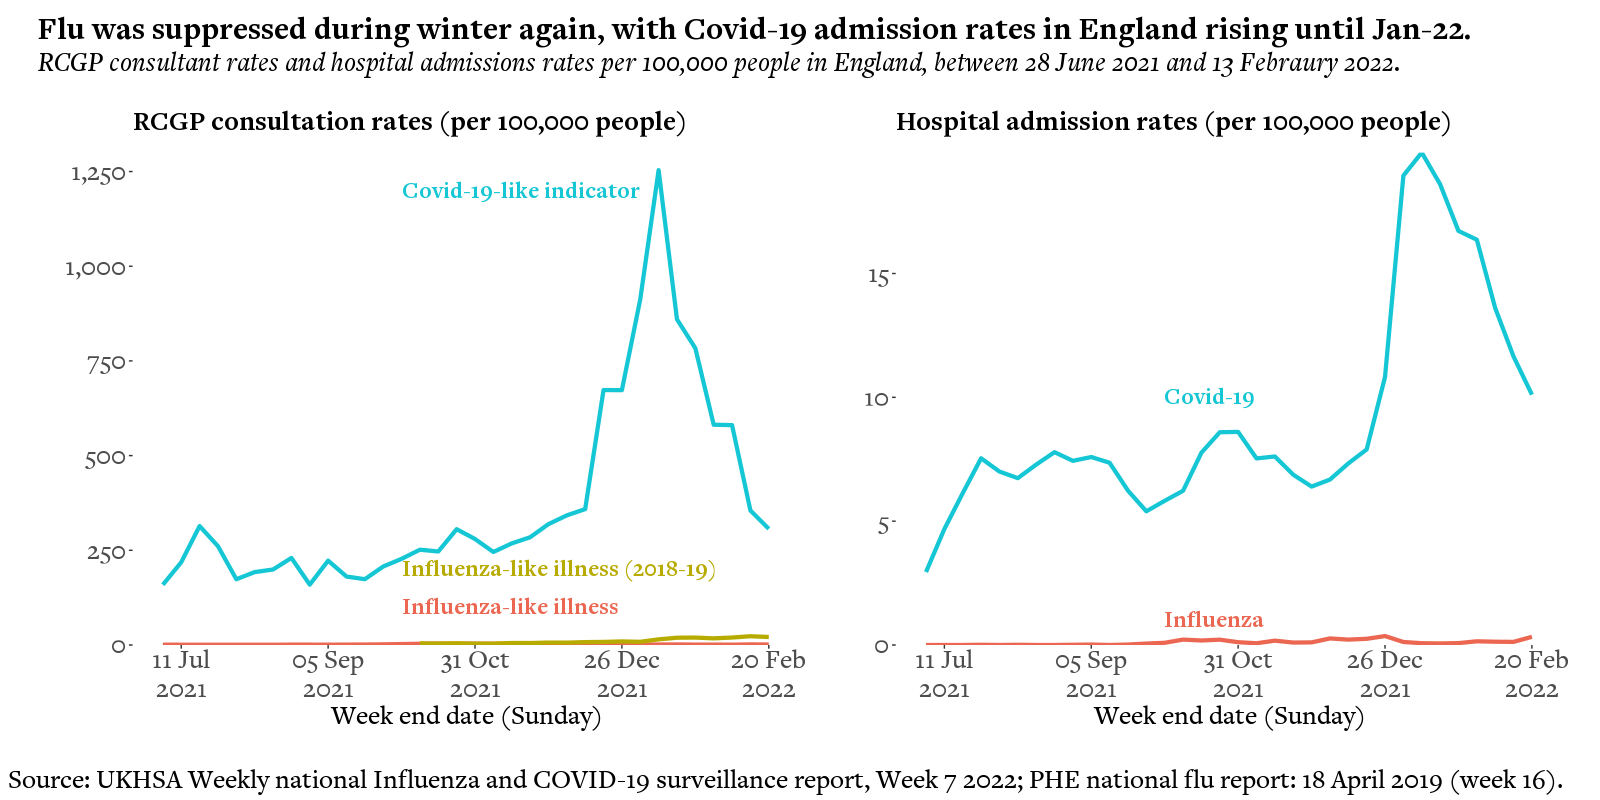 Flu was suppressed during winter again, with Covid-19 admission rates in England rising until Jan-22.
RCGP consultant rates and hospital admissions rates per 100,000 people in England, between 28 June 2021 and 13 Febraury 2022.
RCGP consultation rates (per 100,000 people)
1,250
1,000
750
500
250
0
Covid-19-like indicator
Influenza-like illness (2018-19)
Influenza-like illness
11 Jul 05 Sep 31 Oct 26 Dec 20 Feb
2021 2021 2021 2021 2022
Week end date (Sunday)
Hospital admission rates (per 100,000 people)
15
10
5
0
Covid-19
Influenza
11 Jul 05 Sep 31 Oct 26 Dec 20 Feb
2021 2021 2021 2021 2022
Week end date (Sunday)
Source: UKHSA Weekly national Influenza and COVID-19 surveillance report, Week 7 2022; PHE national flu report: 18 April 2019 (week 16).